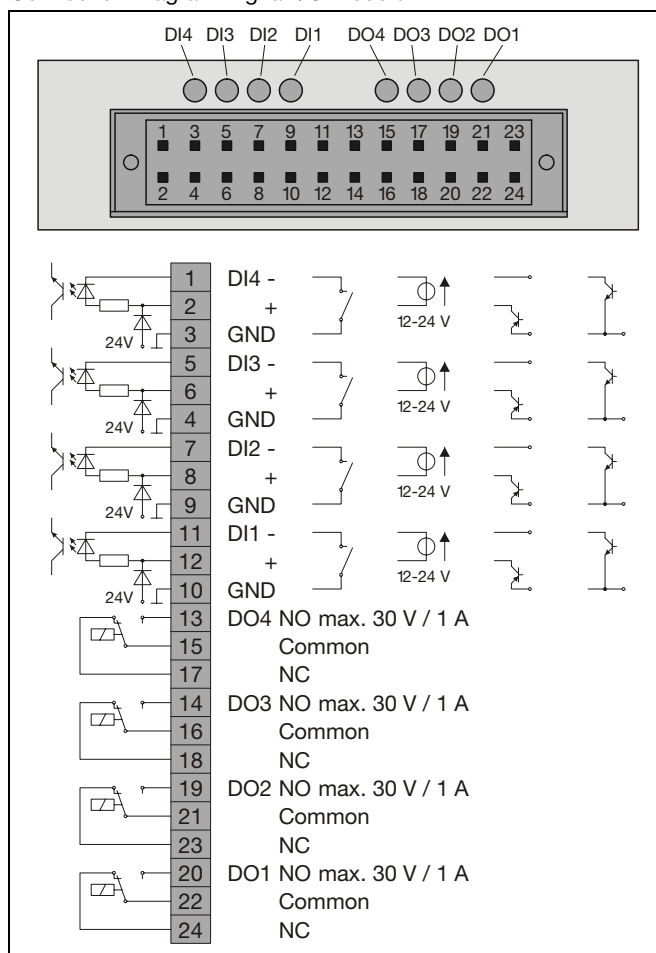 DI4 DI3 DI2 DI1 DO4 DO3 DO2 DO1
1 3 5 7 9 11 13 15 17 19 21 23
2 4 6 8 10 12 14 16 18 20 22 24
1 DI4 -
2 + 12-24 V
24V 3 GND
5 DI3 -
6 + 12-24 V
24V 4 GND
7 DI2 -
8 + 12-24 V
24V 9 GND
11 DI1 -
12 + 12-24 V
24V 10 GND
13 DO4 NO max. 30 V / 1 A
15 Common
17 NC
14 DO3 NO max. 30 V / 1 A
16 Common
18 NC
19 DO2 NO max. 30 V / 1 A
21 Common
23 NC
20 DO1 NO max. 30 V / 1 A
22 Common
24 NC